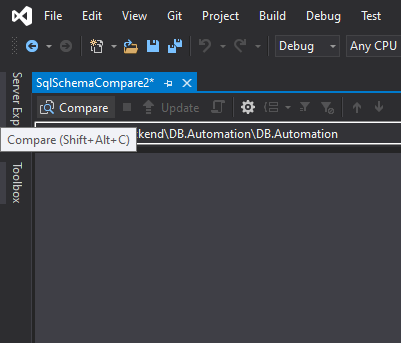 File Edit View Git Project Build Debug Test
Debug Any CPU
SqlSchemaCompare2*
Compare Update
kend\DB.Automation\DB.Automation
Compare (Shift+Alt+C)
Server Exp
Toolbox